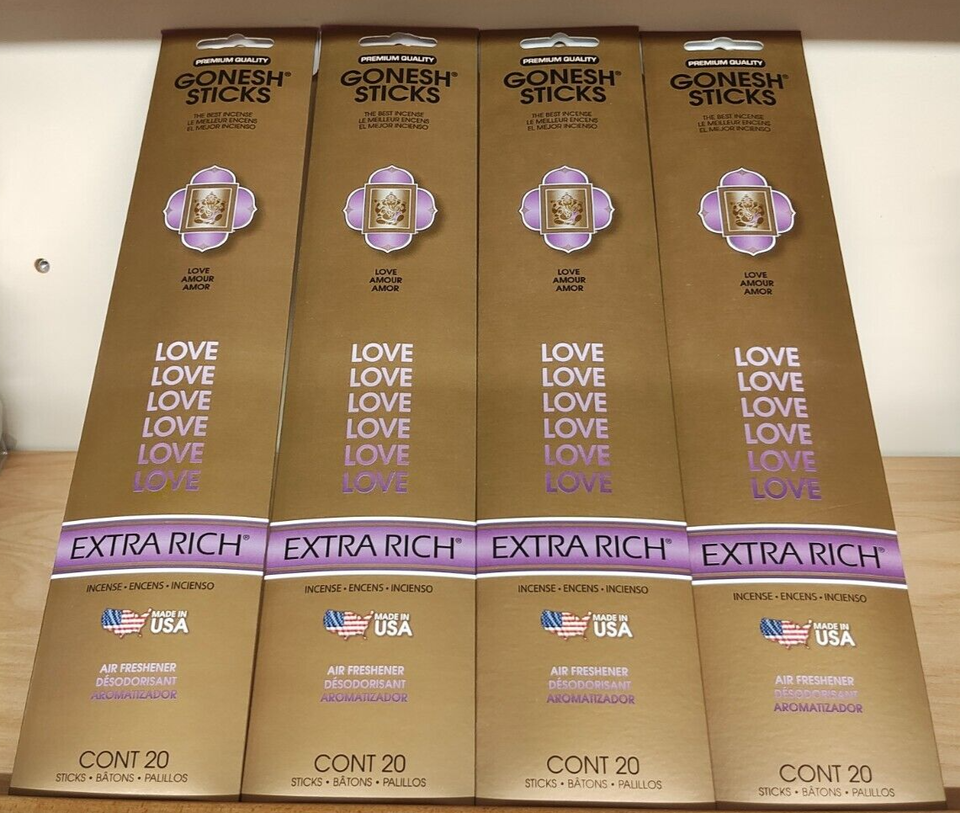 PREMIUM QUALITY
GONESH®
STICKS
THE BEST INCENSE
LE MEILLEUR ENCENS
EL MEJOR INCIENSO
LOVE
AMOUR
AMOR
LOVE
LOVE
LOVE
LOVE
LOVE
LOVE
EXTRA RICH®
INCENSE • ENCENS • INCIENSO
MADE IN
USA
AIR FRESHENER
DÉSODORISANT
AROMATIZADOR
CONT 20
STICKS • BÂTONS • PALILLOS
PREMIUM QUALITY
GONESH®
STICKS
THE BEST INCENSE
LE MEILLEUR ENCENS
EL MEJOR INCIENSO
LOVE
AMOUR
AMOR
LOVE
LOVE
LOVE
LOVE
LOVE
LOVE
EXTRA RICH®
INCENSE • ENCENS • INCIENSO
MADE IN
USA
AIR FRESHENER
DÉSODORISANT
AROMATIZADOR
CONT 20
STICKS • BÂTONS • PALILLOS
PREMIUM QUALITY
GONESH®
STICKS
THE BEST INCENSE
LE MEILLEUR ENCENS
EL MEJOR INCIENSO
LOVE
AMOUR
AMOR
LOVE
LOVE
LOVE
LOVE
LOVE
LOVE
EXTRA RICH®
INCENSE • ENCENS • INCIENSO
MADE IN
USA
AIR FRESHENER
DÉSODORISANT
AROMATIZADOR
CONT 20
STICKS • BÂTONS • PALILLOS
PREMIUM QUALITY
GONESH®
STICKS
THE BEST INCENSE
LE MEILLEUR ENCENS
EL MEJOR INCIENSO
LOVE
AMOUR
AMOR
LOVE
LOVE
LOVE
LOVE
LOVE
LOVE
EXTRA RICH®
INCENSE • ENCENS • INCIENSO
MADE IN
USA
AIR FRESHENER
DÉSODORISANT
AROMATIZADOR
CONT 20
STICKS • BÂTONS • PALILLOS